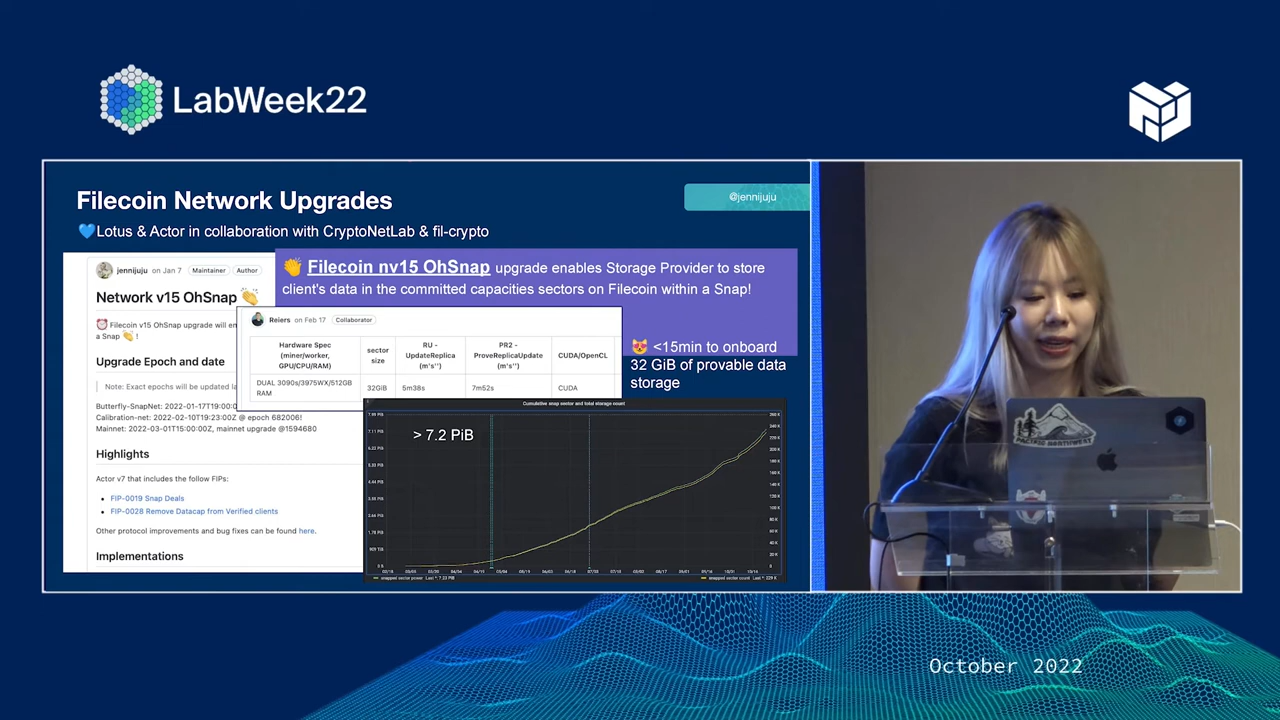 LabWeek22
Filecoin Network Upgrades
@jennijuju
Lotus & Actor in collaboration with CryptoNetLab & fil-crypto
jennijuju on Jan 7 Maintainer Author
Network v15 OhSnap
Filecoin v15 OhSnap upgrade will en
a Snap !
Upgrade Epoch and date
Note: Exact epochs will be updated la
Butterfly-SnapNet: 2022-01-17T19:0
Calibration-net: 2022-02-10T19:23:00Z @ epoch 682006!
Mainnet: 2022-03-01T15:00:00Z, mainnet upgrade @1594680
Highlights
Actor v7 that includes the follow FIPs:
FIP-0019 Snap Deals
FIP-0028 Remove Datacap from Verified clients
Other protocol improvements and bug fixes can be found here.
Implementations
Filecoin nv15 OhSnap upgrade enables Storage Provider to store
client's data in the committed capacities sectors on Filecoin within a Snap!
Reiers on Feb 17 Collaborator
Hardware Spec
(miner/worker,
GPU/CPU/RAM)
sector
size
RU -
UpdateReplica
(m's'')
PR2 -
ProveReplicaUpdate
(m's'')
CUDA/OpenCL
DUAL 3090s/3975WX/512GB
RAM
32GiB
5m38s
7m52s
CUDA
<15min to onboard
32 GiB of provable data
storage
Cumulative snap sector and total storage count
> 7.2 PiB
PACIFIC NORTHWEST
October 2022